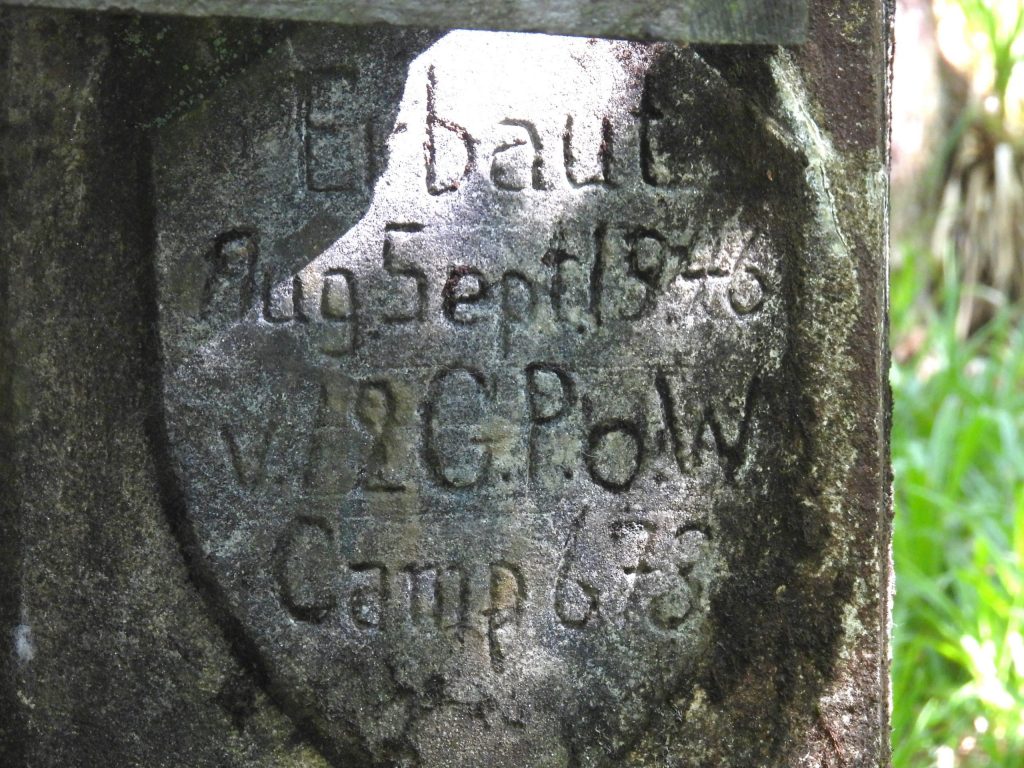 Erbaut
Aug. Sept. 1946
v. 12 G.P.o.W
Camp 673